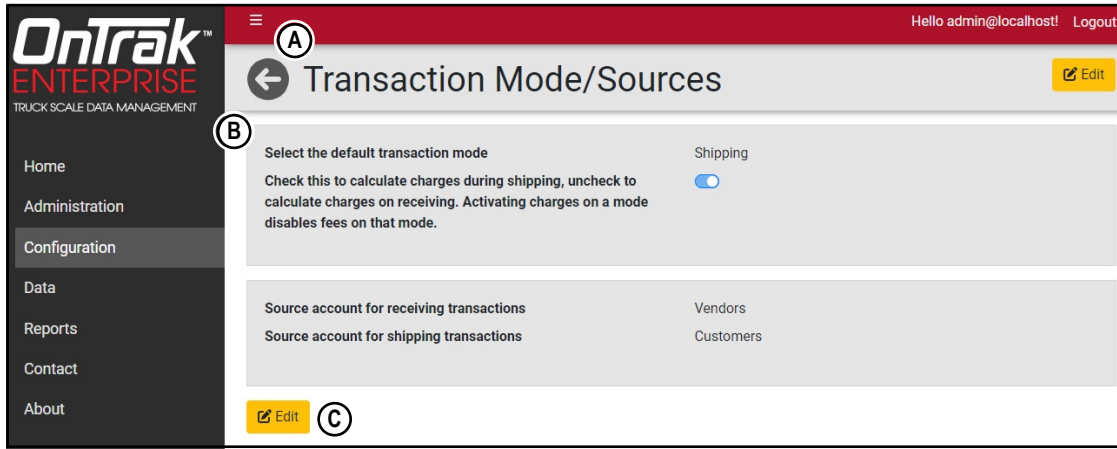 OnTrak™
ENTERPRISE
TRUCK SCALE DATA MANAGEMENT
Home
Administration
Configuration
Data
Reports
Contact
About
Hello admin@localhost! Logout
A
Transaction Mode/Sources
Edit
B
Select the default transaction mode Shipping
Check this to calculate charges during shipping, uncheck to
calculate charges on receiving. Activating charges on a mode
disables fees on that mode.
Source account for receiving transactions Vendors
Source account for shipping transactions Customers
Edit
C